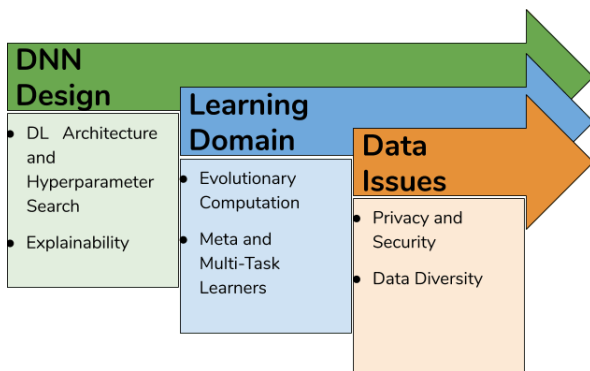 DNN
Design
DL Architecture
and
Hyperparameter
Search
Explainability
Learning
Domain
Evolutionary
Computation
Meta and
Multi-Task
Learners
Data
Issues
Privacy and
Security
Data Diversity